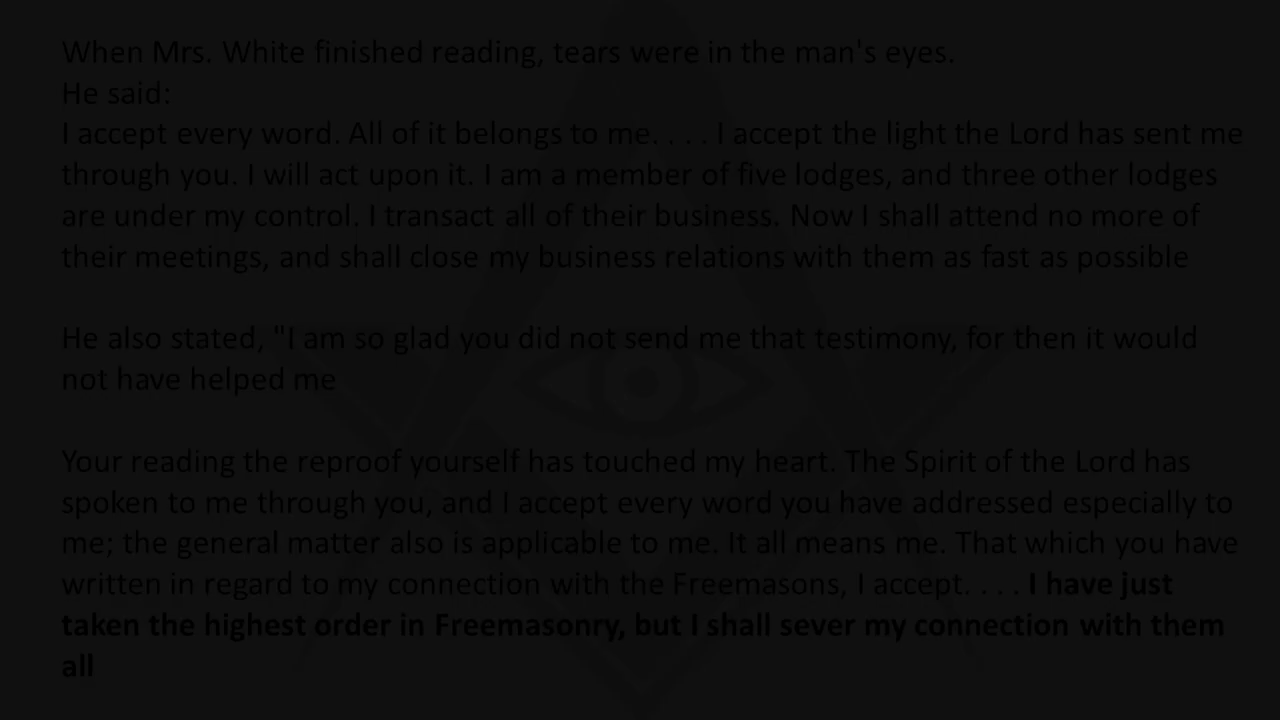 When Mrs. White finished reading, tears were in the man's eyes.
He said:
I accept every word. All of it belongs to me. . . . I accept the light the Lord has sent me
through you. I will act upon it. I am a member of five lodges, and three other lodges
are under my control. I transact all of their business. Now I shall attend no more of
their meetings, and shall close my business relations with them as fast as possible
He also stated, "I am so glad you did not send me that testimony, for then it would
not have helped me
Your reading the reproof yourself has touched my heart. The Spirit of the Lord has
spoken to me through you, and I accept every word you have addressed especially to
me; the general matter also is applicable to me. It all means me. That which you have
written in regard to my connection with the Freemasons, I accept. . . . I have just
taken the highest order in Freemasonry, but I shall sever my connection with them
all